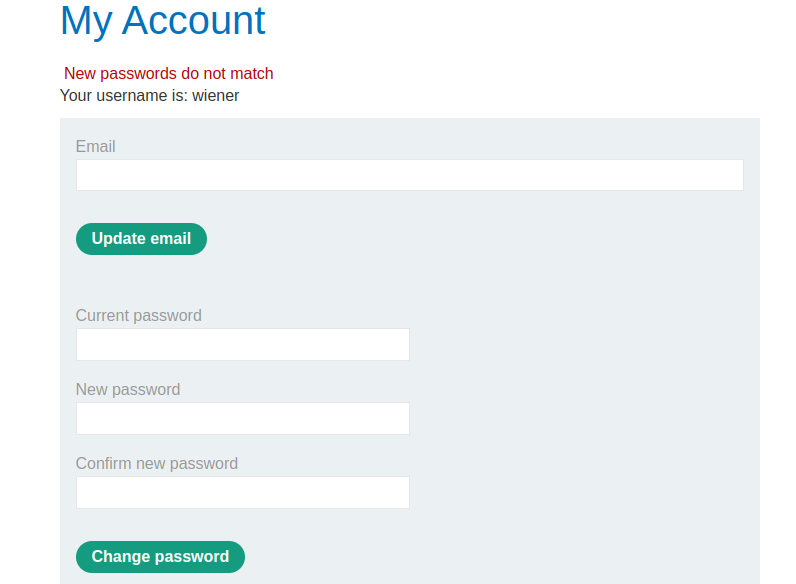 My Account
New passwords do not match
Your username is: wiener
Email
Update email
Current password
New password
Confirm new password
Change password